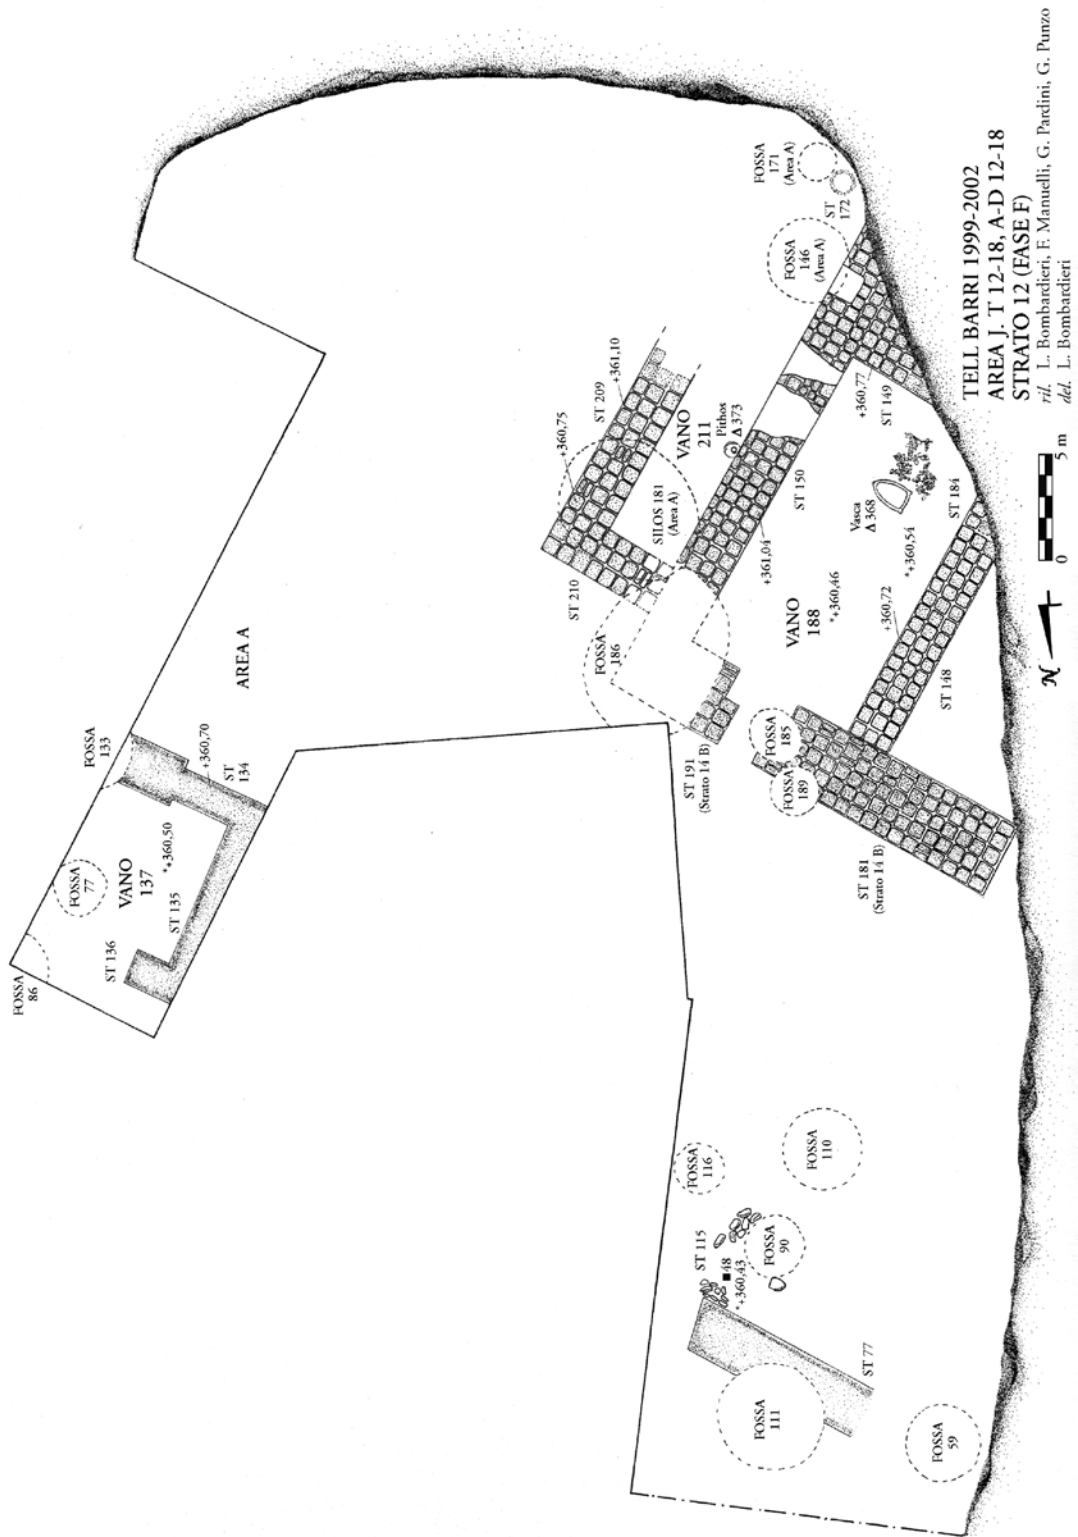 TELL BARRI 1999-2002
AREA J. T 12-18, A-D 12-18
STRATO 12 (FASE F)
ril. L. Bombardieri, F. Manuelli, G. Pardini, G. Punzo
del. L. Bombardieri
N
0 5 m
FOSSA
86
FOSSA
77
FOSSA
133
VANO
137
*+360,50
ST 136
ST 135
+360,70
ST
134
AREA A
FOSSA
171
(Area A)
ST
172
FOSSA
146
(Area A)
+361,10
ST 209
+360,75
VANO
211
Pithos
Δ 373
SILOS 181
(Area A)
ST 210
FOSSA
186
ST 150
+361,04
+360,77
ST 149
Vasca
Δ 368
*+360,54
ST 184
VANO
188
*+360,46
+360,72
ST 148
ST 191
(Strato 14 B)
FOSSA
185
FOSSA
189
ST 181
(Strato 14 B)
FOSSA
116
FOSSA
110
ST 115
■48
*+360,43
FOSSA
90
ST 77
FOSSA
111
FOSSA
59